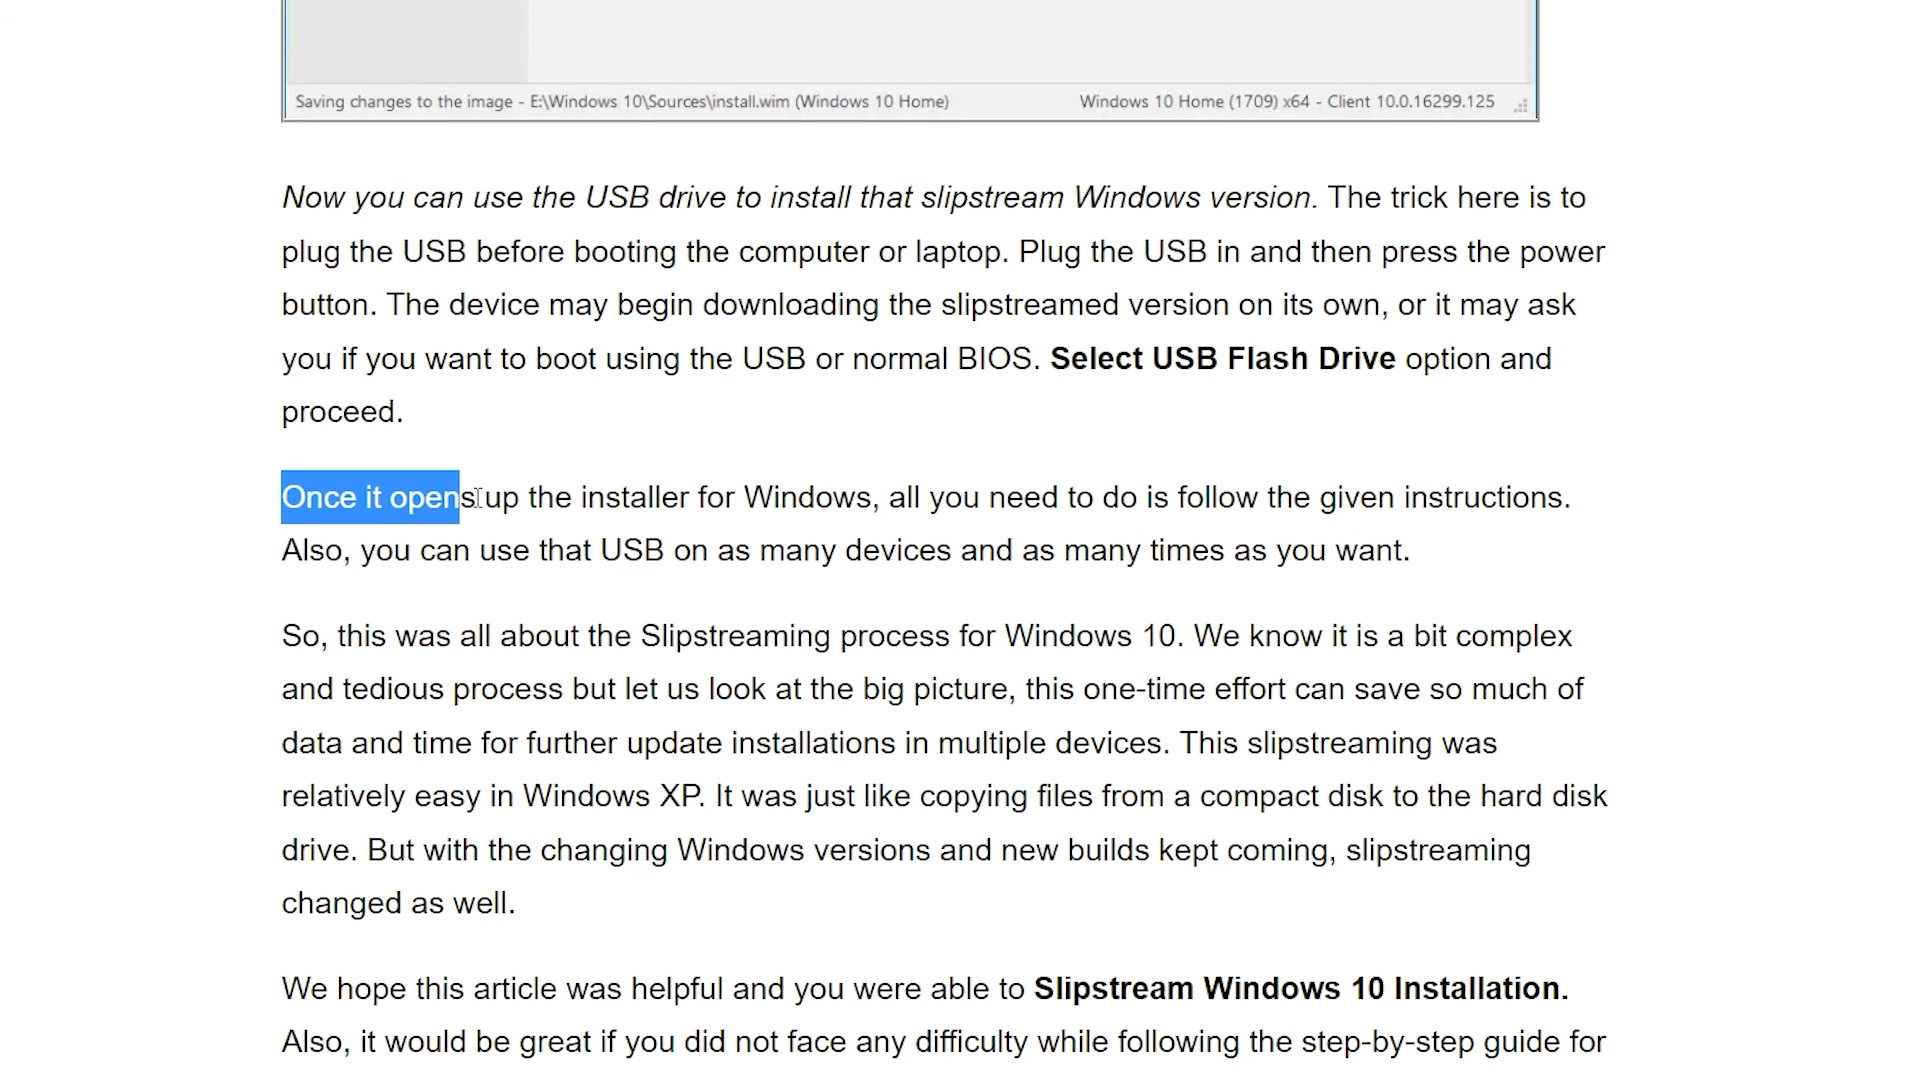 Saving changes to the image - E:\Windows 10\Sources\install.wim (Windows 10 Home) Windows 10 Home (1709) x64 - Client 10.0.16299.125
Now you can use the USB drive to install that slipstream Windows version. The trick here is to
plug the USB before booting the computer or laptop. Plug the USB in and then press the power
button. The device may begin downloading the slipstreamed version on its own, or it may ask
you if you want to boot using the USB or normal BIOS. Select USB Flash Drive option and
proceed.
Once it opens up the installer for Windows, all you need to do is follow the given instructions.
Also, you can use that USB on as many devices and as many times as you want.
So, this was all about the Slipstreaming process for Windows 10. We know it is a bit complex
and tedious process but let us look at the big picture, this one-time effort can save so much of
data and time for further update installations in multiple devices. This slipstreaming was
relatively easy in Windows XP. It was just like copying files from a compact disk to the hard disk
drive. But with the changing Windows versions and new builds kept coming, slipstreaming
changed as well.
We hope this article was helpful and you were able to Slipstream Windows 10 Installation.
Also, it would be great if you did not face any difficulty while following the step-by-step guide for